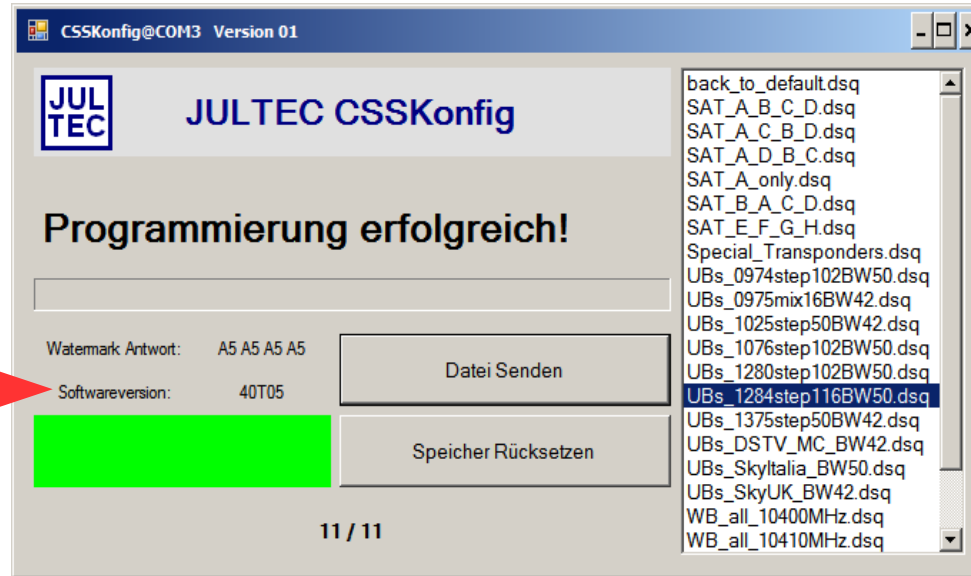 CSSKonfig@COM3 Version 01
JUL
TEC
JULTEC CSSKonfig
Programmierung erfolgreich!
Watermark Antwort: A5 A5 A5 A5
Softwareversion: 40T05
Datei Senden
Speicher Rücksetzen
11 / 11
back_to_default.dsq
SAT_A_B_C_D.dsq
SAT_A_C_B_D.dsq
SAT_A_D_B_C.dsq
SAT_A_only.dsq
SAT_B_A_C_D.dsq
SAT_E_F_G_H.dsq
Special_Transponders.dsq
UBs_0974step102BW50.dsq
UBs_0975mix16BW42.dsq
UBs_1025step50BW42.dsq
UBs_1076step102BW50.dsq
UBs_1280step102BW50.dsq
UBs_1284step116BW50.dsq
UBs_1375step50BW42.dsq
UBs_DSTV_MC_BW42.dsq
UBs_SkyItalia_BW50.dsq
UBs_SkyUK_BW42.dsq
WB_all_10400MHz.dsq
WB_all_10410MHz.dsq